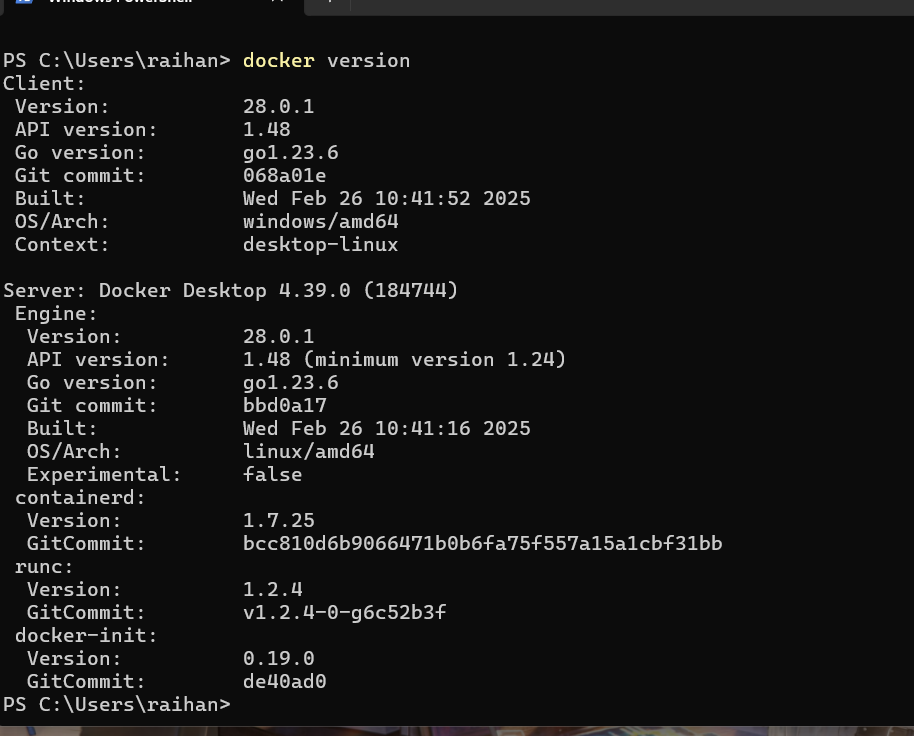 Windows PowerShell
PS C:\Users\raihan> docker version
Client:
 Version:           28.0.1
 API version:       1.48
 Go version:        go1.23.6
 Git commit:        068a01e
 Built:             Wed Feb 26 10:41:52 2025
 OS/Arch:           windows/amd64
 Context:           desktop-linux

Server: Docker Desktop 4.39.0 (184744)
 Engine:
  Version:          28.0.1
  API version:      1.48 (minimum version 1.24)
  Go version:       go1.23.6
  Git commit:       bbd0a17
  Built:            Wed Feb 26 10:41:16 2025
  OS/Arch:          linux/amd64
  Experimental:     false
 containerd:
  Version:          1.7.25
  GitCommit:        bcc810d6b9066471b0b6fa75f557a15a1cbf31bb
 runc:
  Version:          1.2.4
  GitCommit:        v1.2.4-0-g6c52b3f
 docker-init:
  Version:          0.19.0
  GitCommit:        de40ad0
PS C:\Users\raihan>